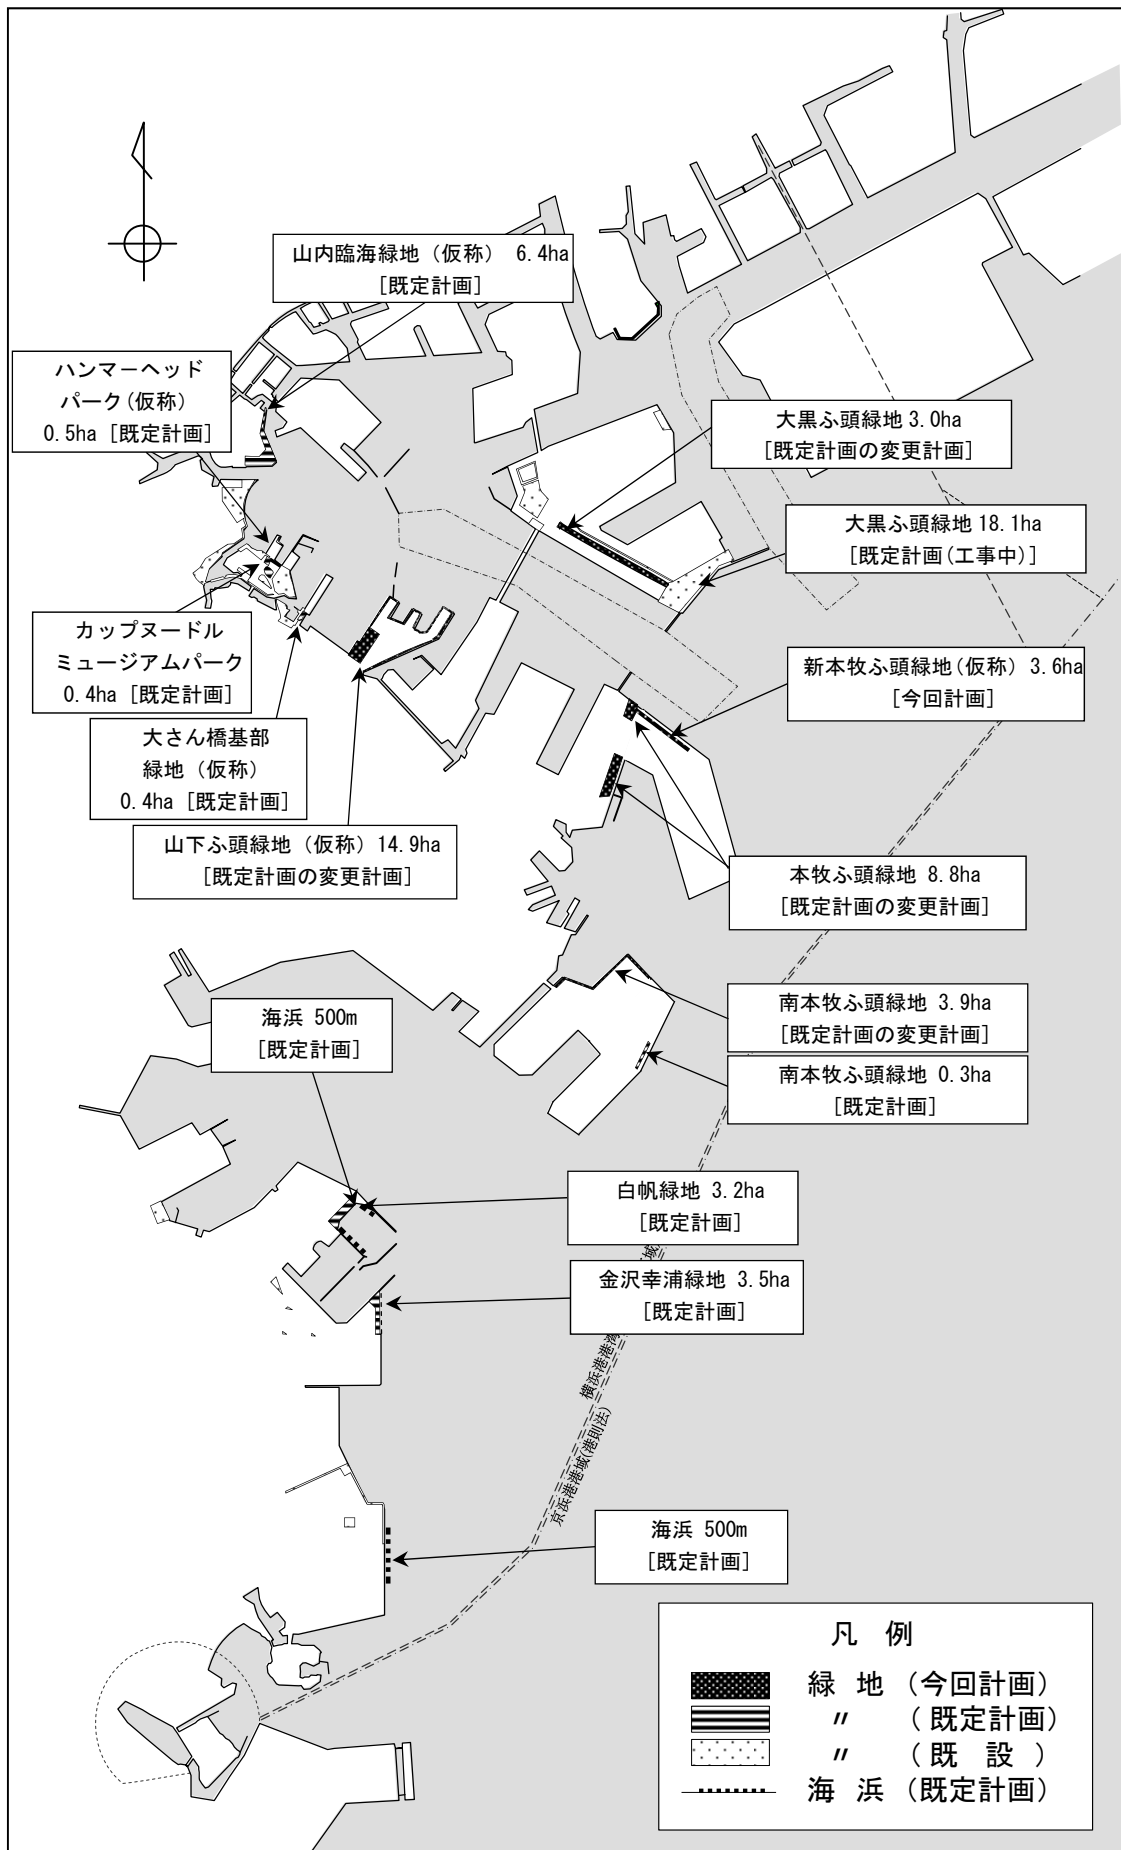 山内臨海緑地（仮称） 6.4ha
[既定計画]
ハンマーヘッド
パーク(仮称)
0.5ha [既定計画]
大黒ふ頭緑地 3.0ha
[既定計画の変更計画]
大黒ふ頭緑地 18.1ha
[既定計画(工事中)]
カップヌードル
ミュージアムパーク
0.4ha [既定計画]
新本牧ふ頭緑地(仮称) 3.6ha
[今回計画]
大さん橋基部
緑地（仮称）
0.4ha [既定計画]
山下ふ頭緑地（仮称）14.9ha
[既定計画の変更計画]
本牧ふ頭緑地 8.8ha
[既定計画の変更計画]
南本牧ふ頭緑地 3.9ha
[既定計画の変更計画]
海浜 500m
[既定計画]
南本牧ふ頭緑地 0.3ha
[既定計画]
白帆緑地 3.2ha
[既定計画]
金沢幸浦緑地 3.5ha
[既定計画]
横浜港港湾
域)
京浜港港域(港則法)
海浜 500m
[既定計画]
凡 例
緑 地 （今回計画）
〃 （既定計画）
〃 （既 設 ）
海 浜 （既定計画）